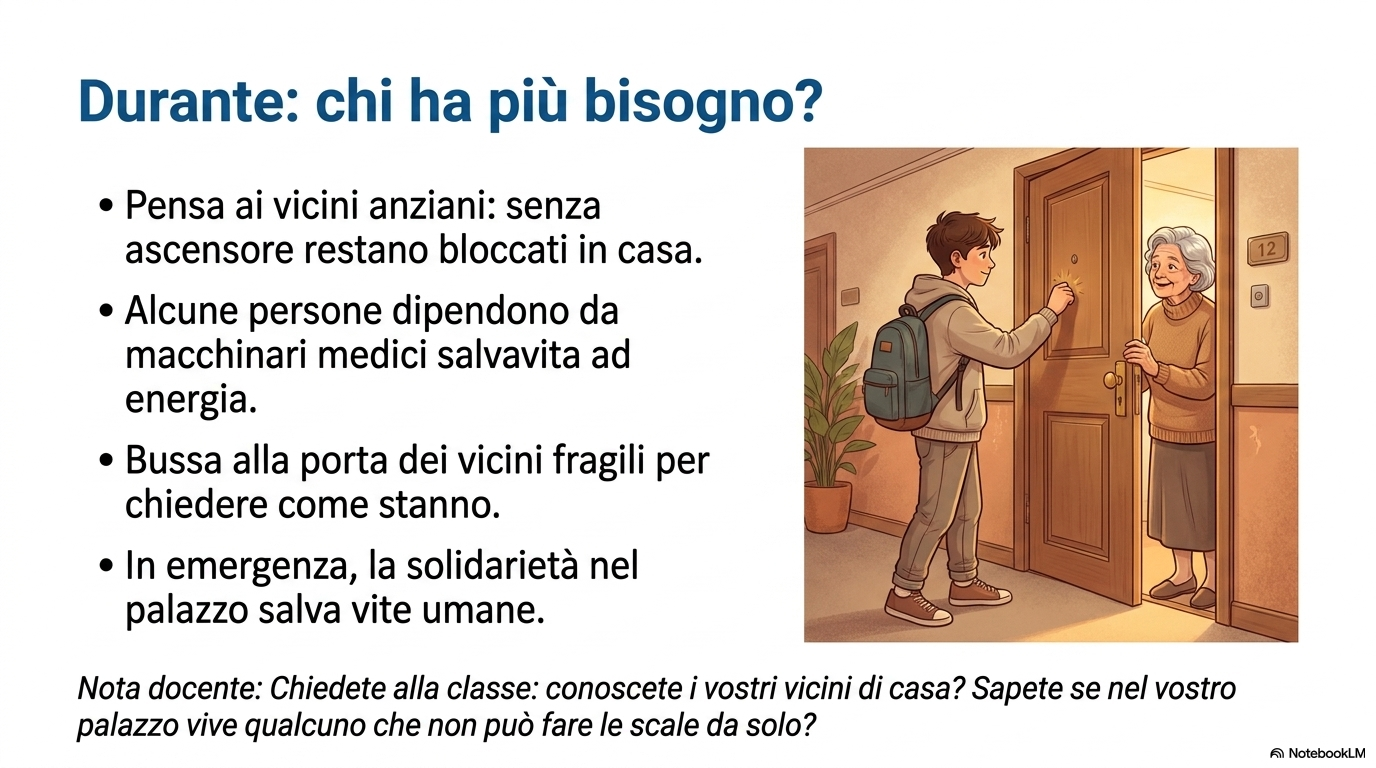 Durante: chi ha più bisogno?
• Pensa ai vicini anziani: senza
ascensore restano bloccati in casa.
• Alcune persone dipendono da
macchinari medici salvavita ad
energia.
• Bussa alla porta dei vicini fragili per
chiedere come stanno.
• In emergenza, la solidarietà nel
palazzo salva vite umane.
12
Nota docente: Chiedete alla classe: conoscete i vostri vicini di casa? Sapete se nel vostro
palazzo vive qualcuno che non può fare le scale da solo?
NotebookLM